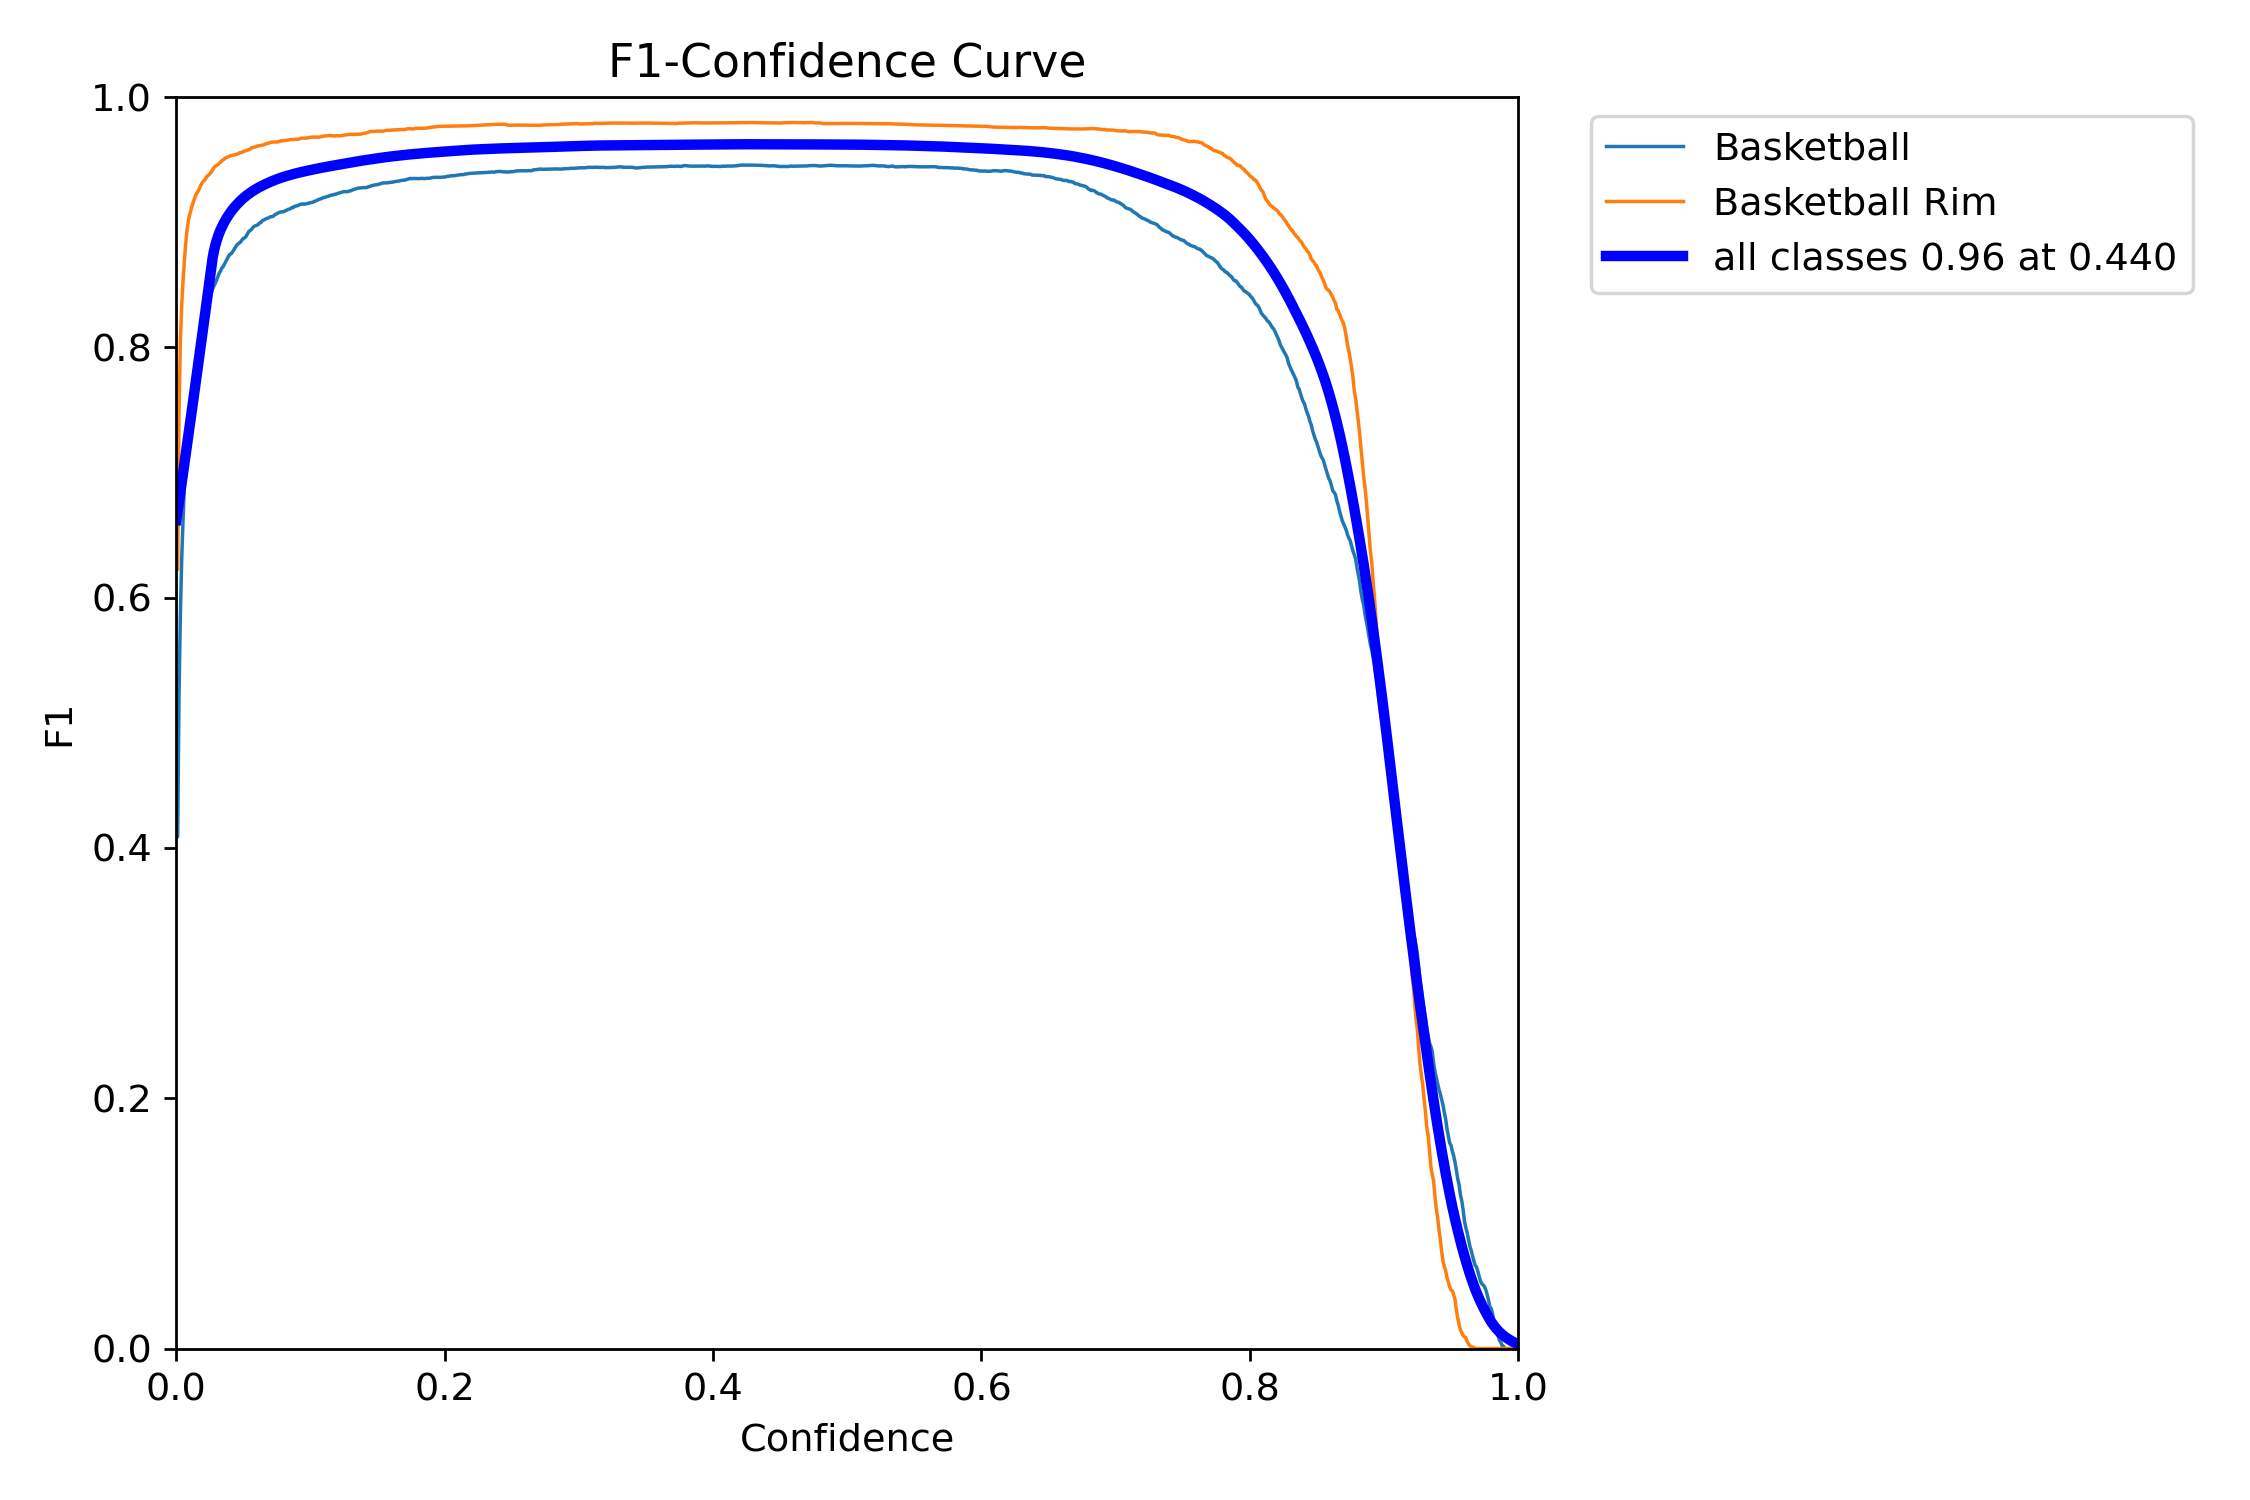 F1-Confidence Curve
Basketball
Basketball Rim
all classes 0.96 at 0.440
1.0
0.8
0.6
0.4
0.2
0.0
F1
0.0 0.2 0.4 0.6 0.8 1.0
Confidence